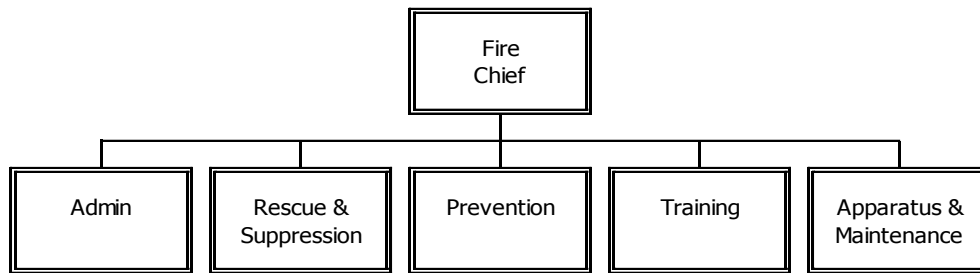 Fire
Chief
Admin
Rescue &
Suppression
Prevention
Training
Apparatus &
Maintenance